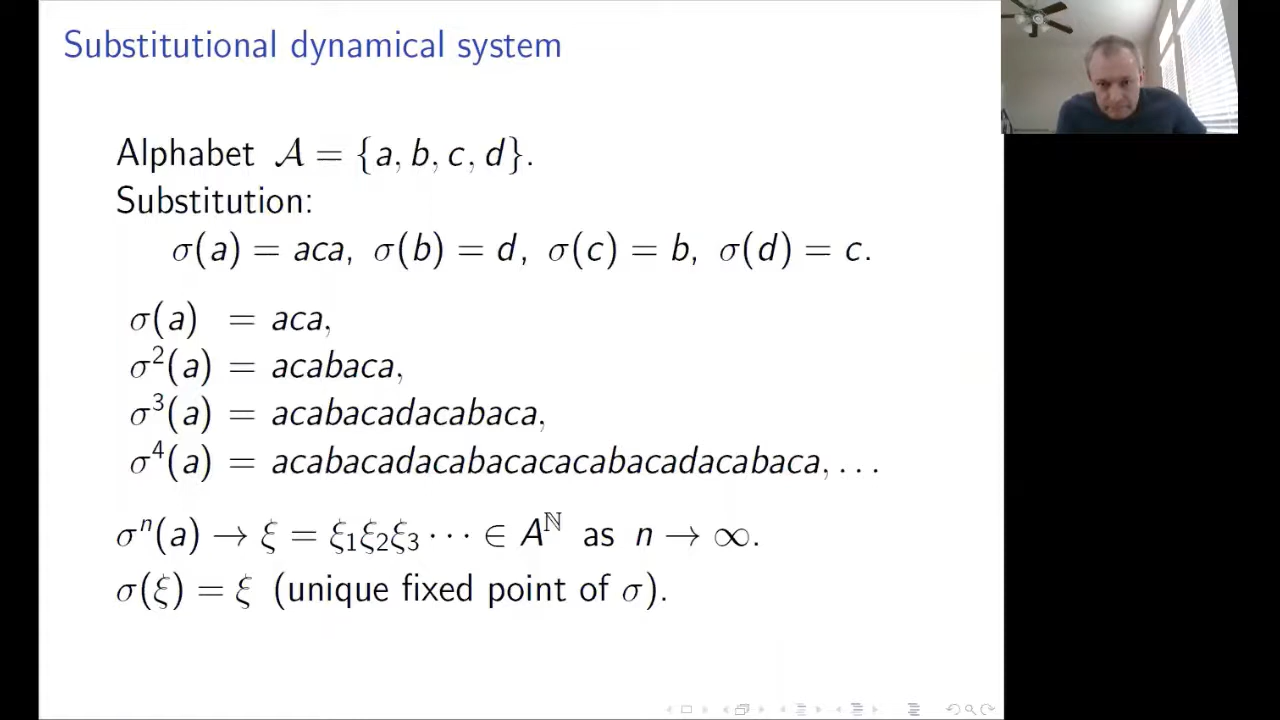 Substitutional dynamical system
Alphabet 𝒜 = {a, b, c, d}.
Substitution:
σ(a) = aca, σ(b) = d, σ(c) = b, σ(d) = c.
σ(a) = aca,
σ²(a) = acabaca,
σ³(a) = acabacadacabaca,
σ⁴(a) = acabacadacabacacacabacadacabaca, . . .
σⁿ(a) → ξ = ξ₁ξ₂ξ₃ ··· ∈ A^ℕ as n → ∞.
σ(ξ) = ξ (unique fixed point of σ).